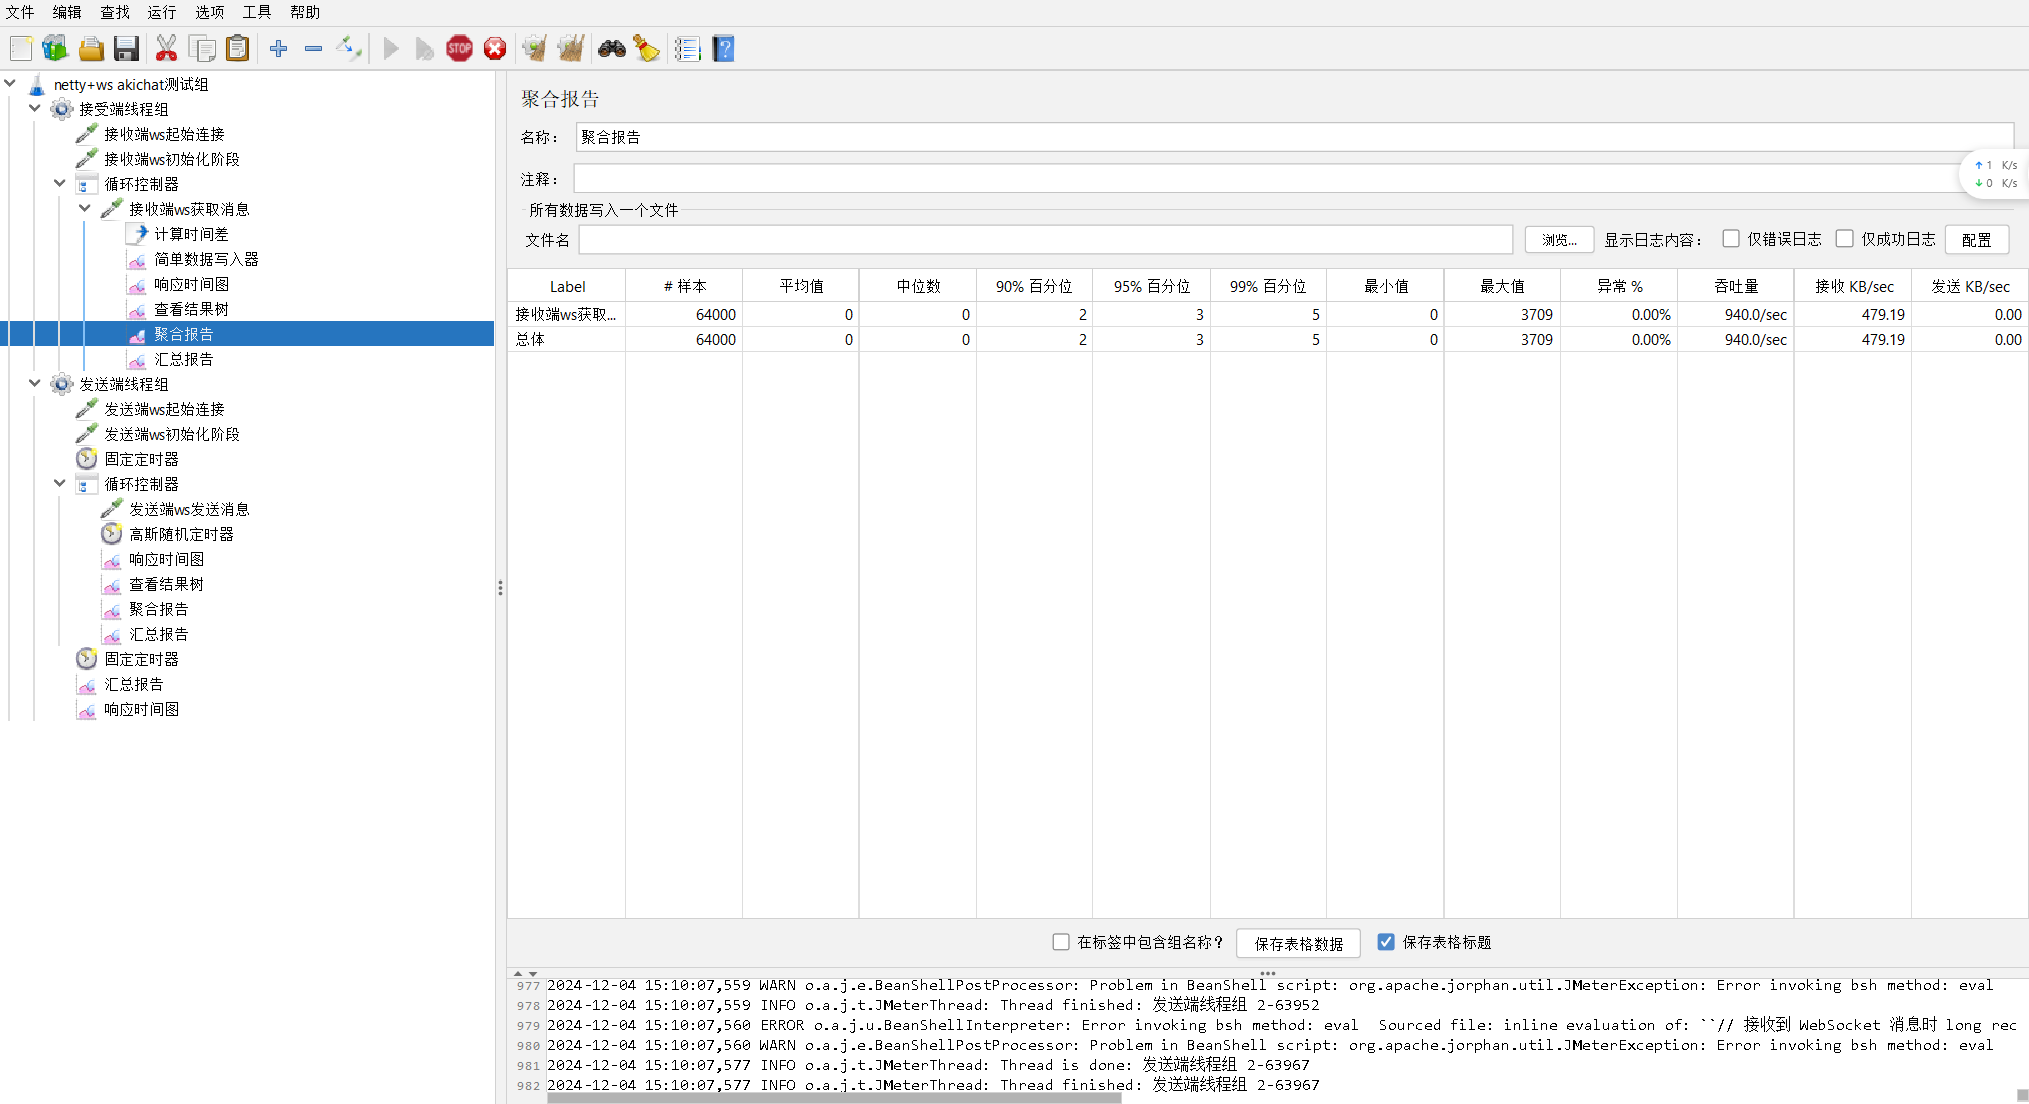 文件 编辑 查找 运行 选项 工具 帮助
STOP
netty+ws akichat测试组
接受端线程组
接收端ws起始连接
接收端ws初始化阶段
循环控制器
接收端ws获取消息
计算时间差
简单数据写入器
响应时间图
查看结果树
聚合报告
汇总报告
发送端线程组
发送端ws起始连接
发送端ws初始化阶段
固定定时器
循环控制器
发送端ws发送消息
高斯随机定时器
响应时间图
查看结果树
聚合报告
汇总报告
固定定时器
汇总报告
响应时间图
聚合报告
名称： 聚合报告
注释：
↑ 1 K/s
↓ 0 K/s
所有数据写入一个文件
文件名 浏览... 显示日志内容： 仅错误日志 仅成功日志 配置
Label # 样本 平均值 中位数 90% 百分位 95% 百分位 99% 百分位 最小值 最大值 异常 % 吞吐量 接收 KB/sec 发送 KB/sec
接收端ws获取... 64000 0 0 2 3 5 0 3709 0.00% 940.0/sec 479.19 0.00
总体 64000 0 0 2 3 5 0 3709 0.00% 940.0/sec 479.19 0.00
在标签中包含组名称？ 保存表格数据 保存表格标题
977 2024-12-04 15:10:07,559 WARN o.a.j.e.BeanShellPostProcessor: Problem in BeanShell script: org.apache.jorphan.util.JMeterException: Error invoking bsh method: eval
978 2024-12-04 15:10:07,559 INFO o.a.j.t.JMeterThread: Thread finished: 发送端线程组 2-63952
979 2024-12-04 15:10:07,560 ERROR o.a.j.u.BeanShellInterpreter: Error invoking bsh method: eval  Sourced file: inline evaluation of: ``// 接收到 WebSocket 消息时 long rec
980 2024-12-04 15:10:07,560 WARN o.a.j.e.BeanShellPostProcessor: Problem in BeanShell script: org.apache.jorphan.util.JMeterException: Error invoking bsh method: eval
981 2024-12-04 15:10:07,577 INFO o.a.j.t.JMeterThread: Thread is done: 发送端线程组 2-63967
982 2024-12-04 15:10:07,577 INFO o.a.j.t.JMeterThread: Thread finished: 发送端线程组 2-63967